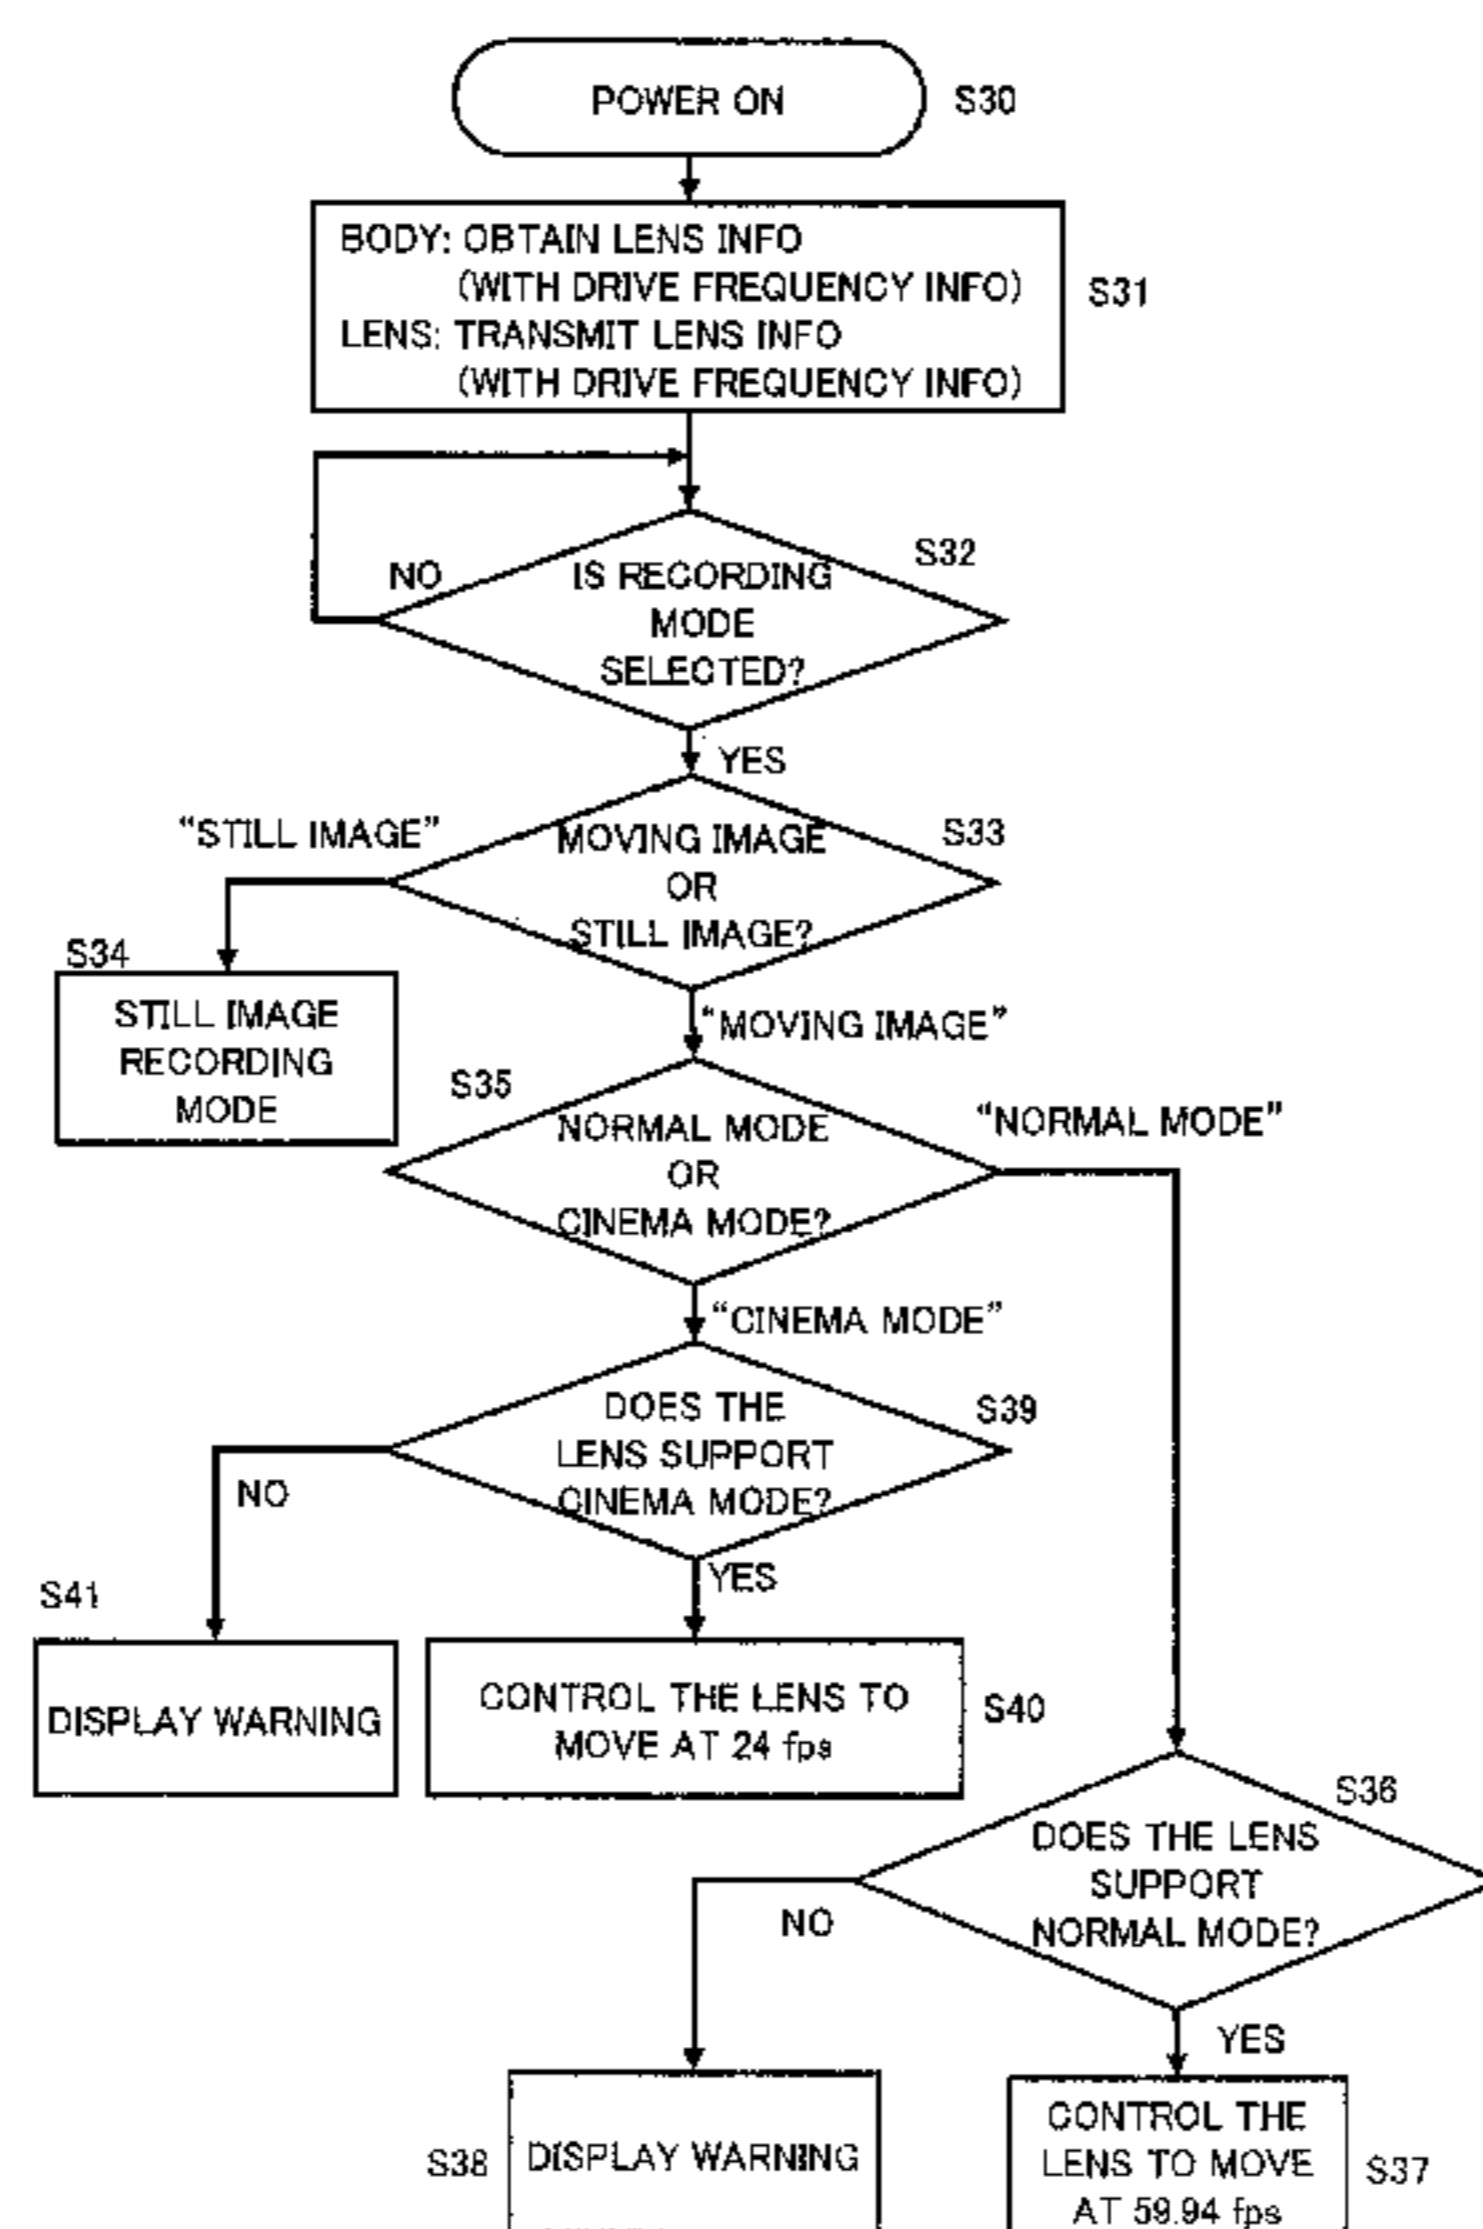 POWER ON
S30
BODY: OBTAIN LENS INFO
(WITH DRIVE FREQUENCY INFO)
LENS: TRANSMIT LENS INFO
(WITH DRIVE FREQUENCY INFO)
S31
S32
NO
IS RECORDING
MODE
SELECTED?
YES
"STILL IMAGE"
S33
MOVING IMAGE
OR
STILL IMAGE?
S34
STILL IMAGE
RECORDING
MODE
"MOVING IMAGE"
S35
NORMAL MODE
OR
CINEMA MODE?
"NORMAL MODE"
"CINEMA MODE"
S39
DOES THE
LENS SUPPORT
CINEMA MODE?
NO
YES
S41
DISPLAY WARNING
CONTROL THE LENS TO
MOVE AT 24 fps
S40
S36
DOES THE LENS
SUPPORT
NORMAL MODE?
NO
YES
S38
DISPLAY WARNING
CONTROL THE
LENS TO MOVE
AT 59.94 fps
S37